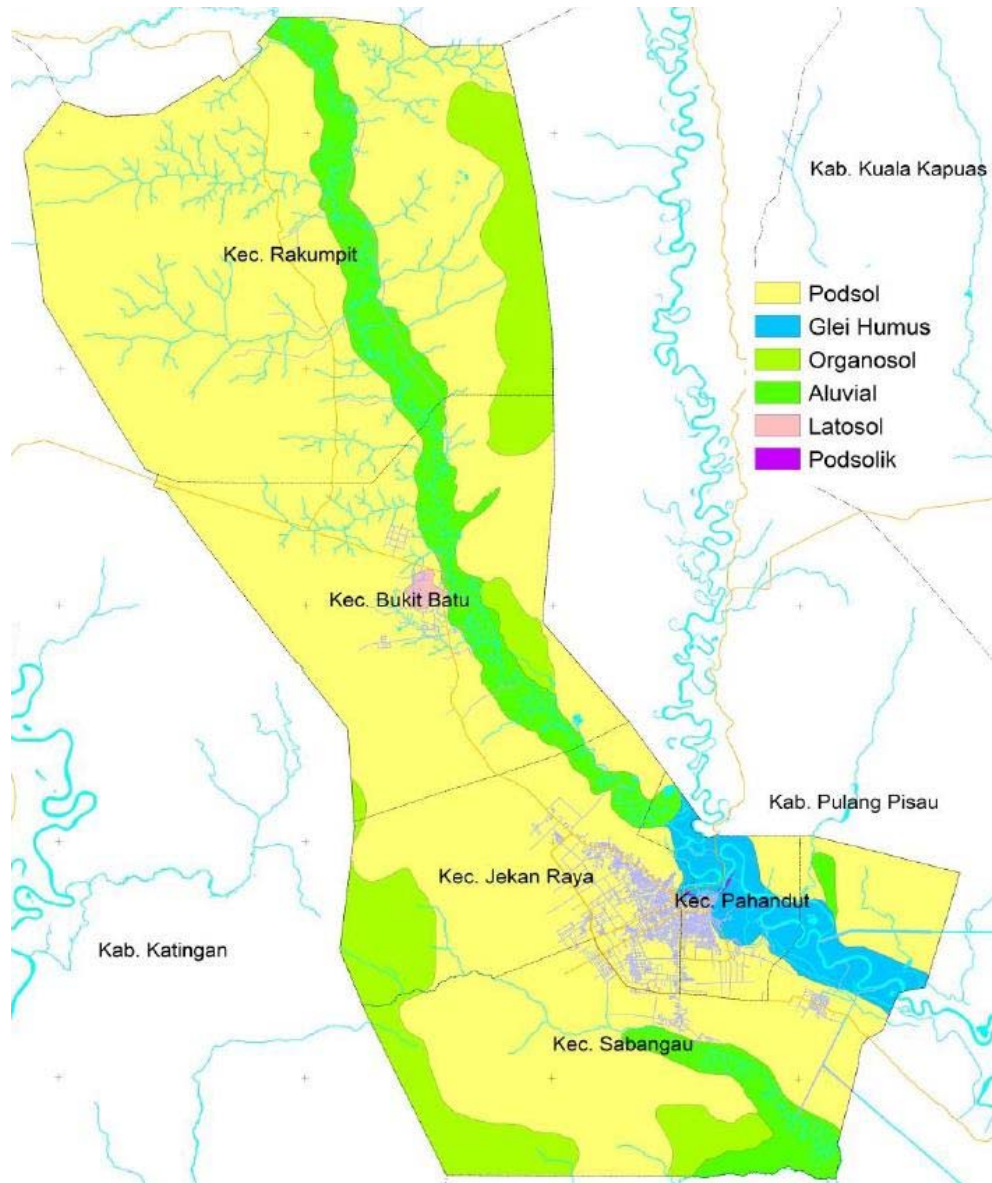 Kab. Kuala Kapuas
Kec. Rakumpit
Podsol
Glei Humus
Organosol
Aluvial
Latosol
Podsolik
Kec. Bukit Batu
Kab. Pulang Pisau
Kec. Jekan Raya
Kec. Pahandut
Kab. Katingan
Kec. Sabangau